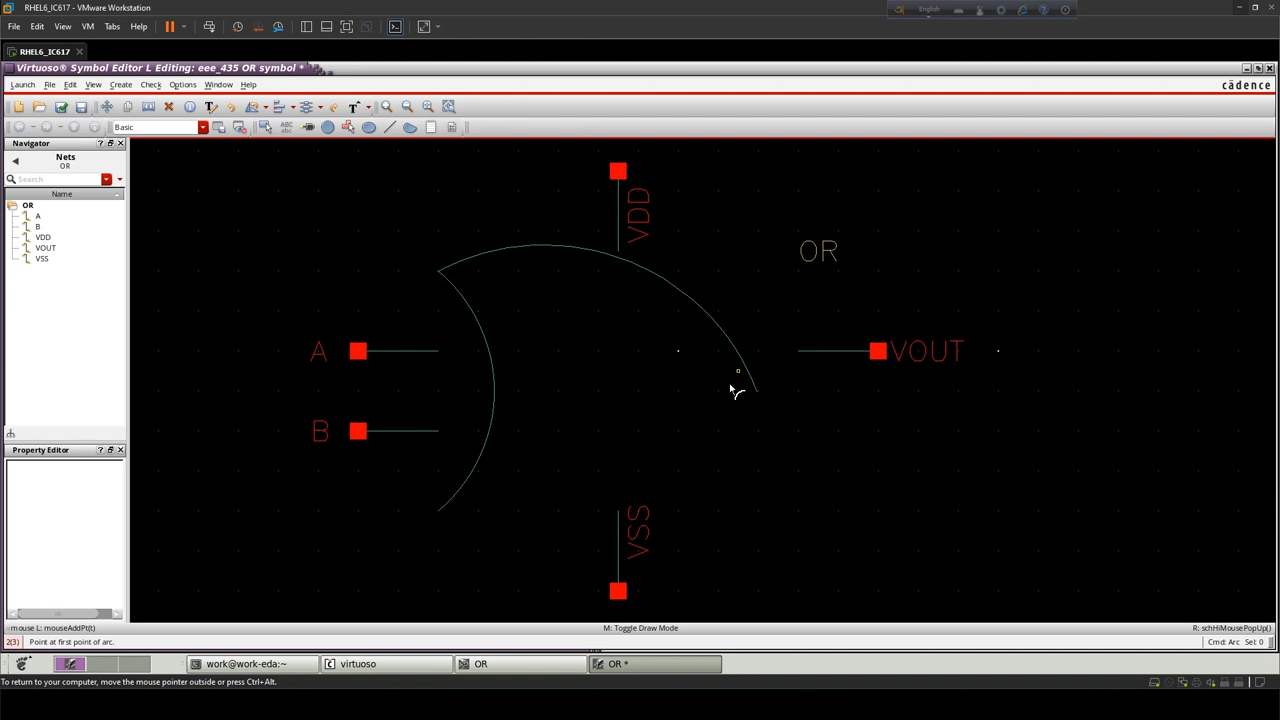 RHEL6_IC617 - VMware Workstation
English
File Edit View VM Tabs Help
RHEL6_IC617
Virtuoso® Symbol Editor L Editing: eee_435 OR symbol *
Launch File Edit View Create Check Options Window Help
cādence
Basic
Navigator
Nets
OR
Search
Name
OR
A
B
VDD
VOUT
VSS
Property Editor
VDD
OR
A
VOUT
B
VSS
mouse L: mouseAddPt(t)
M: Toggle Draw Mode
R: schHiMousePopUp()
2(3)
Point at first point of arc.
Cmd: Arc Sel: 0
work@work-eda:~
virtuoso
OR
OR *
To return to your computer, move the mouse pointer outside or press Ctrl+Alt.